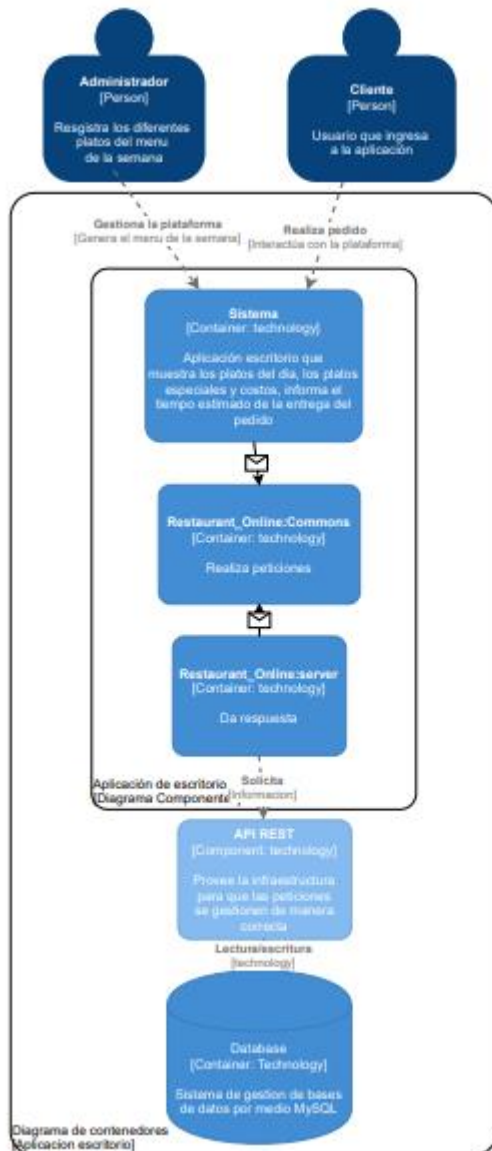 Administrador
[Person]
Resgistra los diferentes
platos del menu
de la semana
Cliente
[Person]
Usuario que ingresa
a la aplicación
Gestiona la plataforma
[Genera el menu de la semana]
Realiza pedido
[Interactúa con la plataforma]
Sistema
[Container: technology]
Aplicación escritorio que
muestra los platos del dia, los platos
especiales y costos, informa el
tiempo estimado de la entrega del
pedido
Restaurant_Online:Commons
[Container: technology]
Realiza peticiones
Restaurant_Online:server
[Container: technology]
Da respuesta
Aplicación de escritorio
[Diagrama Componente
Solicita
[Informacion]
API REST
[Component: technology]
Provee la infraestructura
para que las peticiones
se gestionen de manera
correcta
Lectura/escritura
[technology]
Database
[Container: Technology]
Sistema de gestion de bases
de datos por medio MySQL
Diagrama de contenedores
[Aplicacion escritorio]